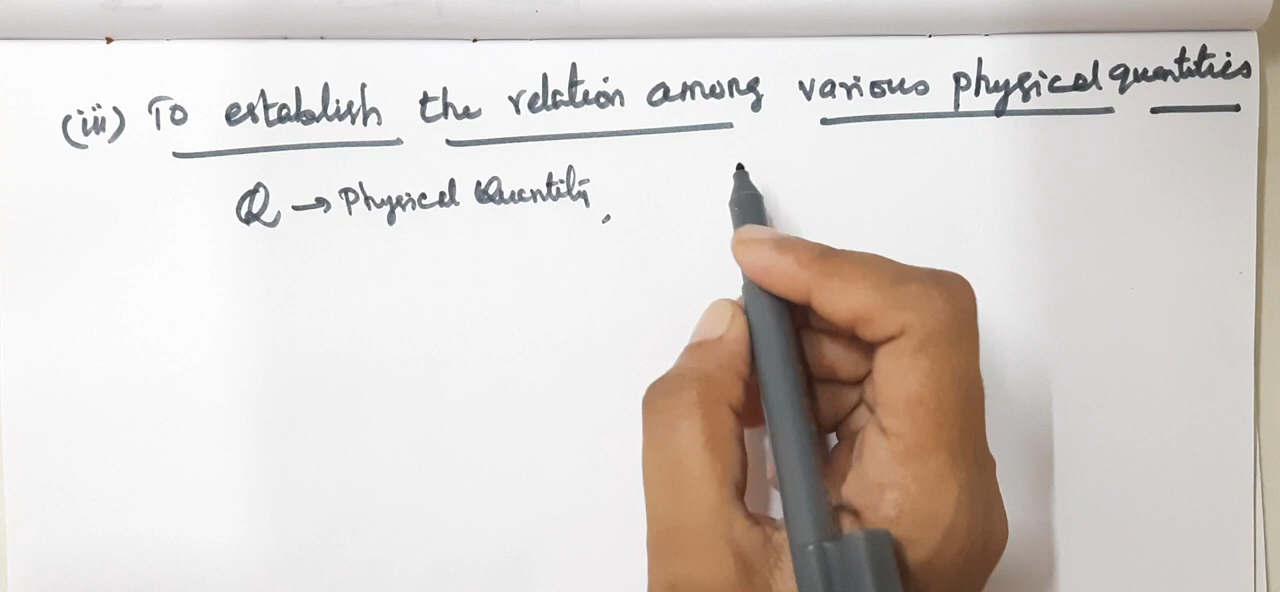 (iii) To establish the relation among various physical quantities
Q → Physical Quantity,